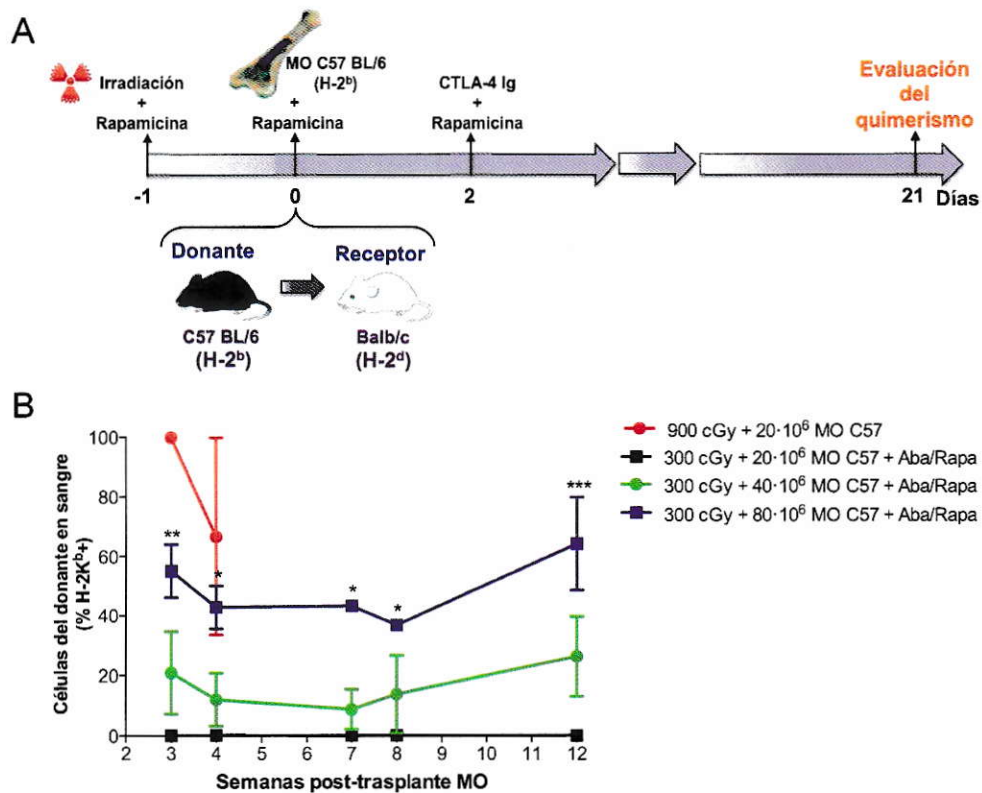 A
Irradiación
+
Rapamicina
MO C57 BL/6
(H-2ᵇ)
+
Rapamicina
CTLA-4 Ig
+
Rapamicina
Evaluación
del
quimerismo
-1
0
2
21
Días
Donante
Receptor
C57 BL/6
(H-2ᵇ)
Balb/c
(H-2ᵈ)
B
Células del donante en sangre
(% H-2Kᵇ+)
100
80
60
40
20
0
2 3 4 5 6 7 8 9 10 11 12
Semanas post-trasplante MO
**
*
*
*
***
900 cGy + 20·10⁶ MO C57
300 cGy + 20·10⁶ MO C57 + Aba/Rapa
300 cGy + 40·10⁶ MO C57 + Aba/Rapa
300 cGy + 80·10⁶ MO C57 + Aba/Rapa